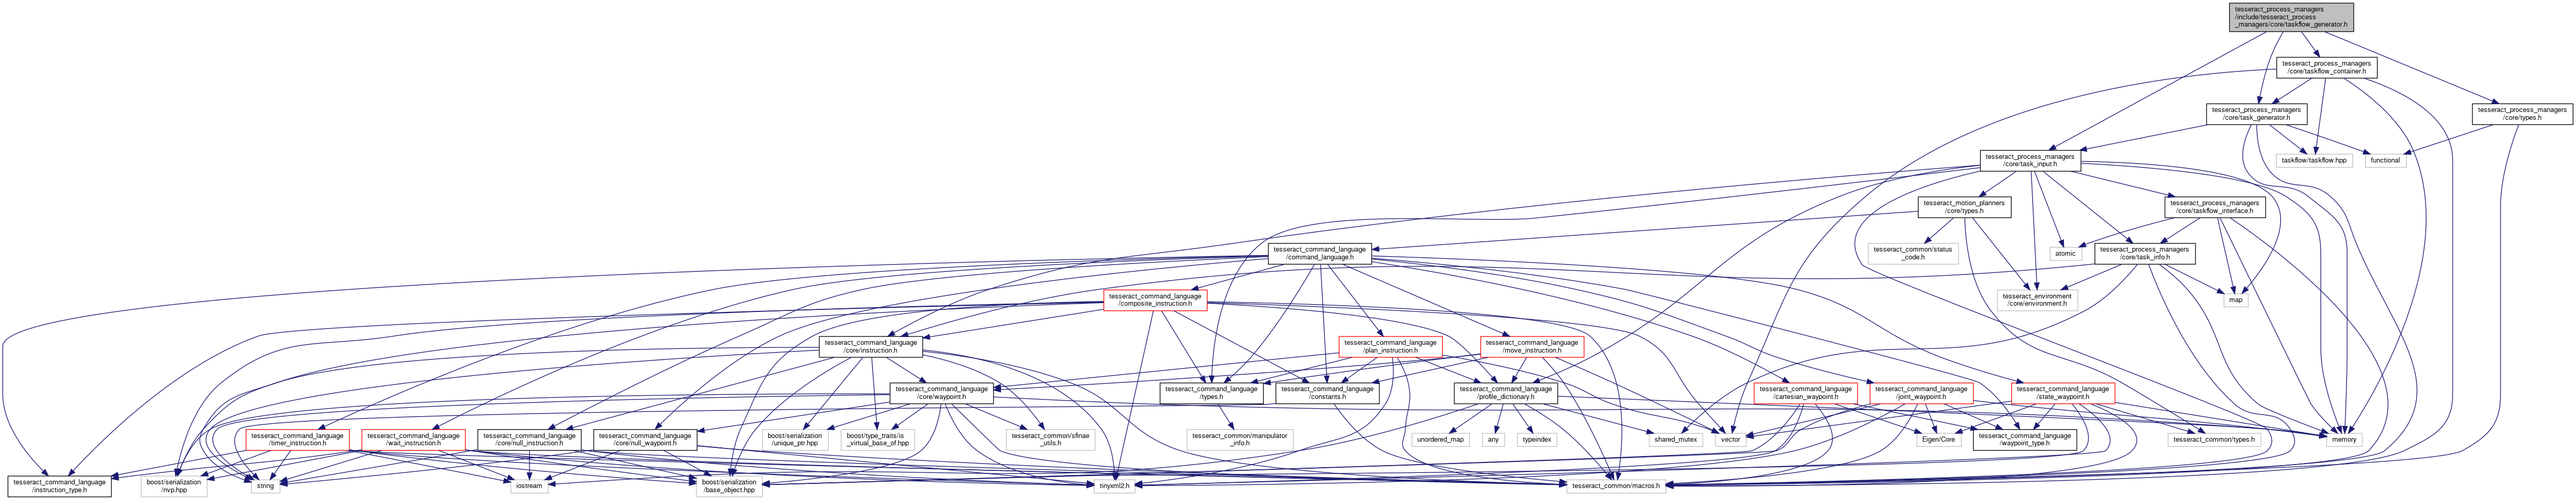 tesseract_process_managers
/include/tesseract_process
_managers/core/taskflow_generator.h
tesseract_process_managers
/core/taskflow_container.h
tesseract_process_managers
/core/task_generator.h
tesseract_process_managers
/core/types.h
tesseract_process_managers
/core/task_input.h
taskflow/taskflow.hpp
functional
tesseract_motion_planners
/core/types.h
tesseract_process_managers
/core/taskflow_interface.h
tesseract_command_language
/command_language.h
tesseract_common/status
_code.h
atomic
tesseract_process_managers
/core/task_info.h
tesseract_command_language
/composite_instruction.h
tesseract_environment
/core/environment.h
map
tesseract_command_language
/core/instruction.h
tesseract_command_language
/plan_instruction.h
tesseract_command_language
/move_instruction.h
tesseract_command_language
/core/waypoint.h
tesseract_command_language
/types.h
tesseract_command_language
/constants.h
tesseract_command_language
/profile_dictionary.h
tesseract_command_language
/cartesian_waypoint.h
tesseract_command_language
/joint_waypoint.h
tesseract_command_language
/state_waypoint.h
tesseract_command_language
/timer_instruction.h
tesseract_command_language
/wait_instruction.h
tesseract_command_language
/core/null_instruction.h
tesseract_command_language
/core/null_waypoint.h
boost/serialization
/unique_ptr.hpp
boost/type_traits/is
_virtual_base_of.hpp
tesseract_common/sfinae
_utils.h
tesseract_common/manipulator
_info.h
unordered_map
any
typeindex
shared_mutex
vector
Eigen/Core
tesseract_command_language
/waypoint_type.h
tesseract_common/types.h
memory
tesseract_command_language
/instruction_type.h
boost/serialization
/nvp.hpp
string
iostream
boost/serialization
/base_object.hpp
tinyxml2.h
tesseract_common/macros.h